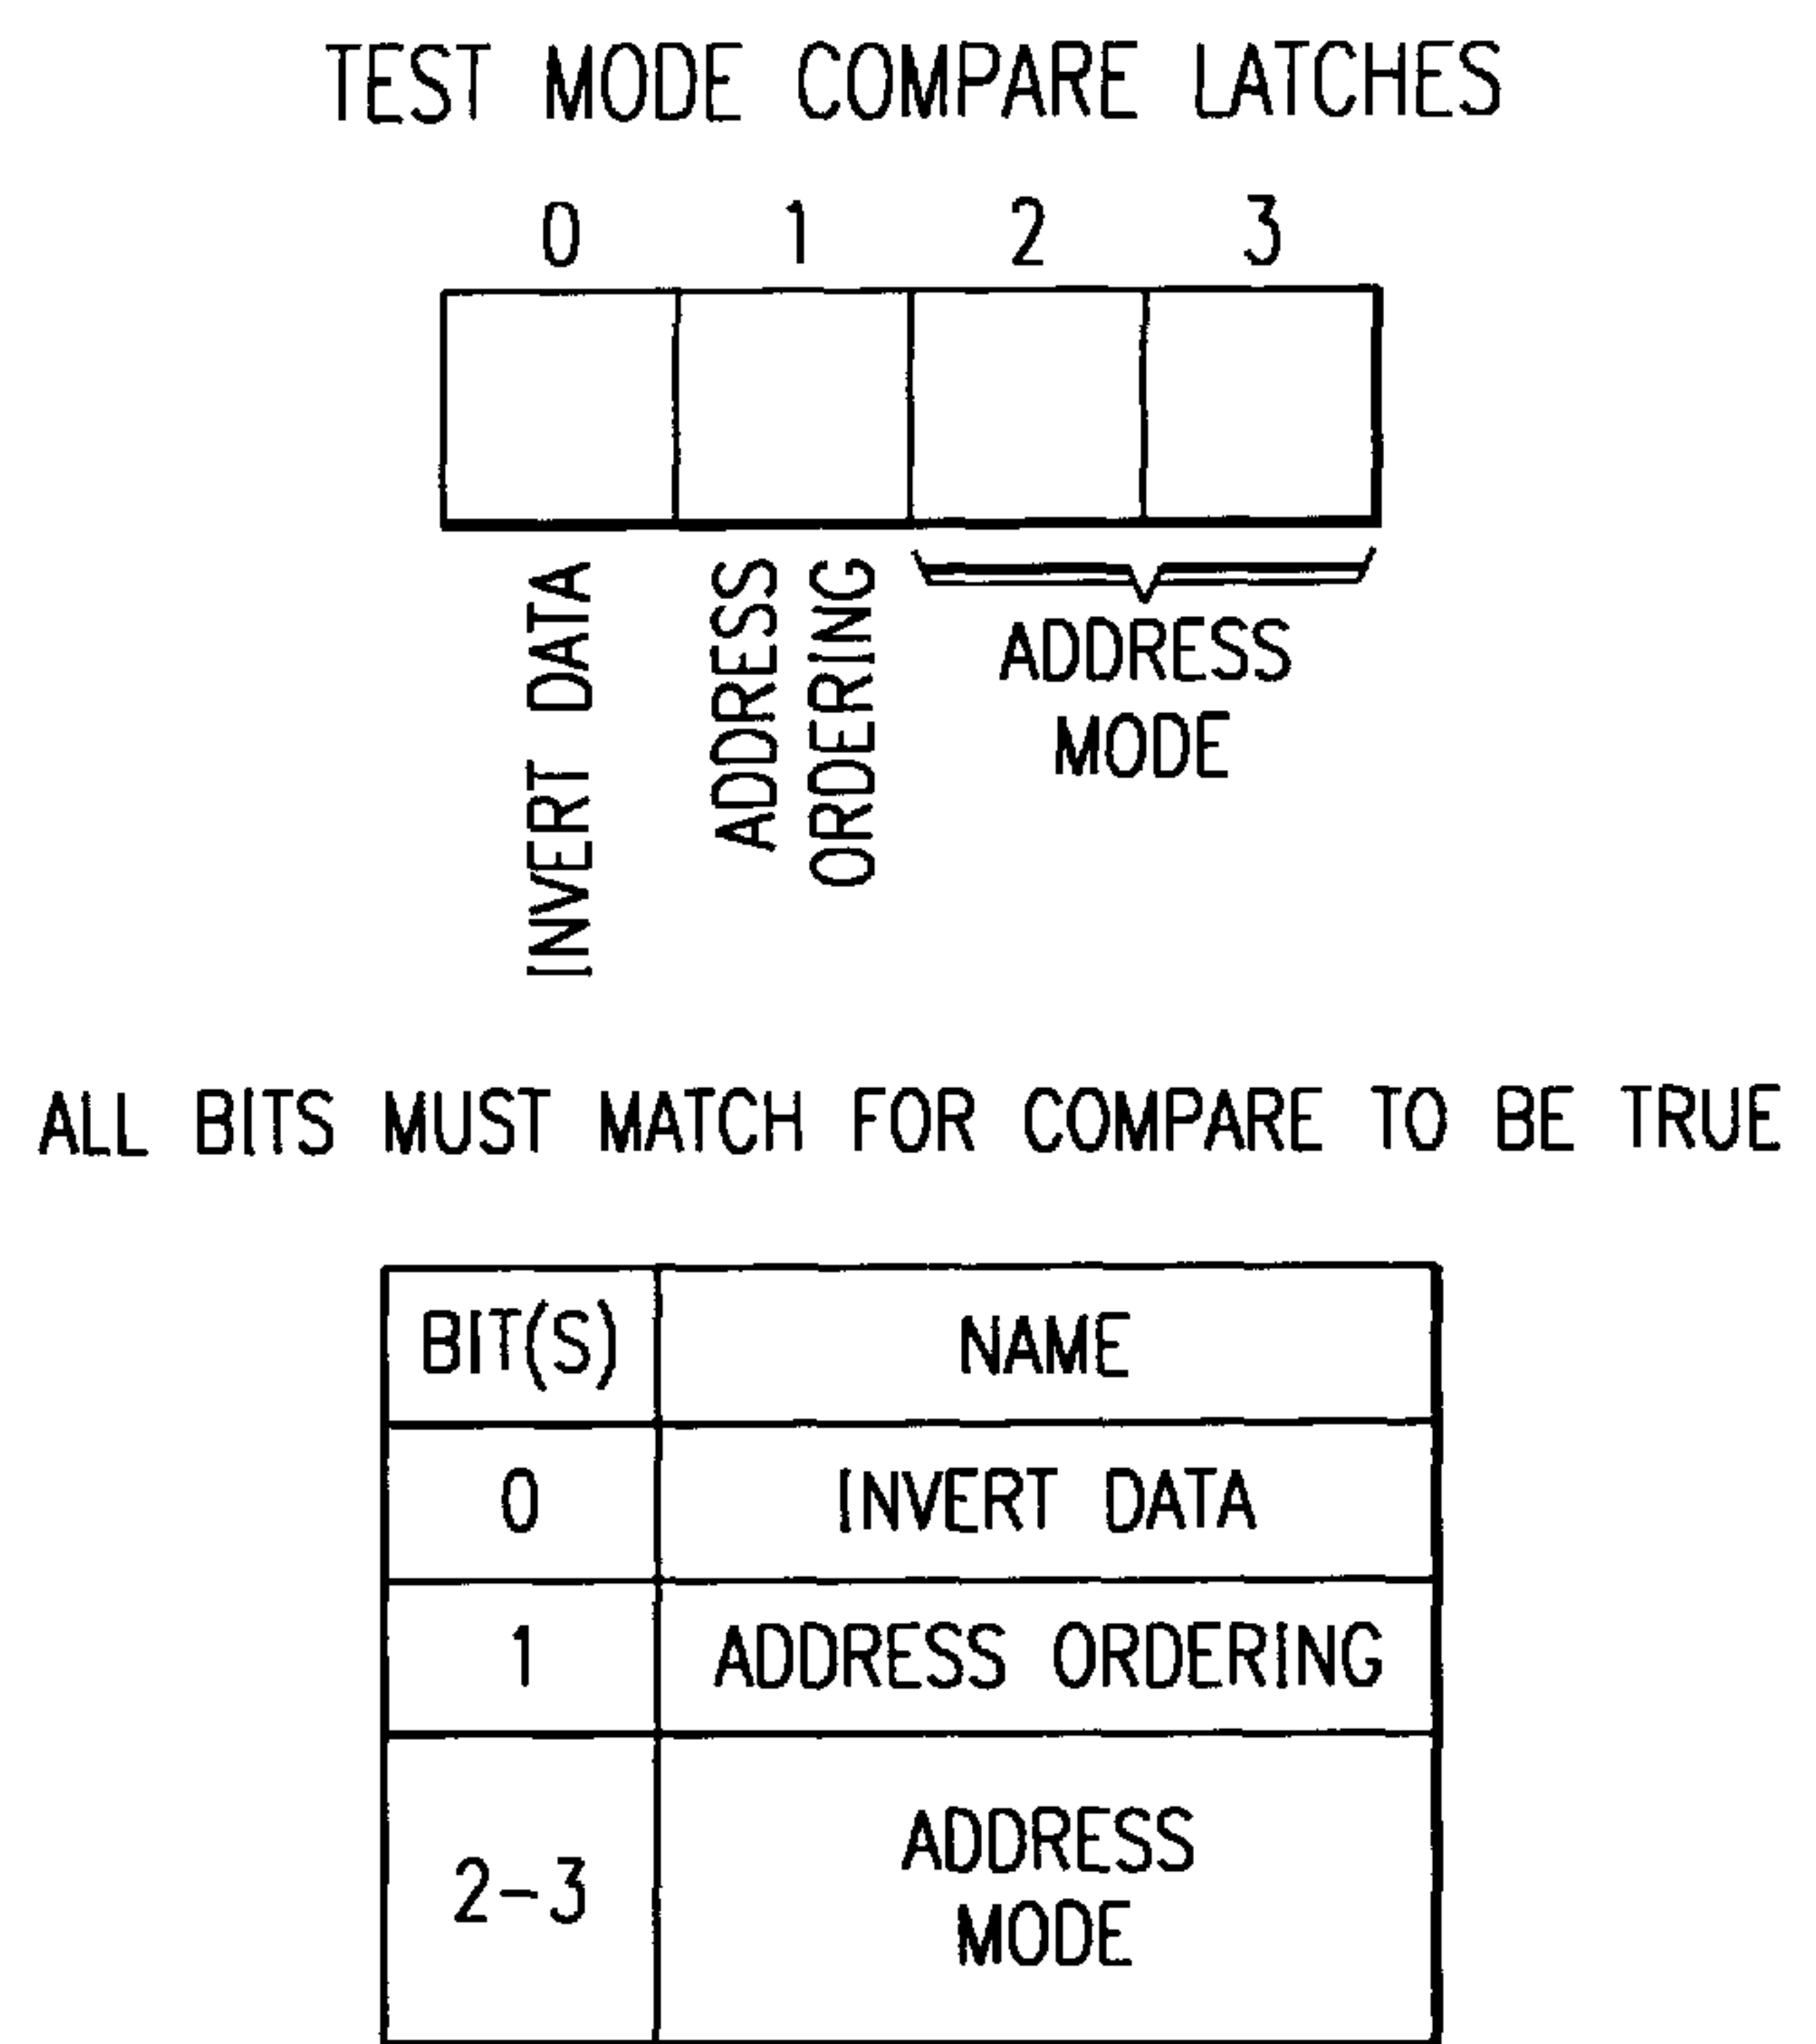 TEST MODE COMPARE LATCHES
0 1 2 3
INVERT DATA
ADDRESS
ORDERING
ADDRESS
MODE
ALL BITS MUST MATCH FOR COMPARE TO BE TRUE
BIT(S) NAME
0 INVERT DATA
1 ADDRESS ORDERING
2-3 ADDRESS
MODE